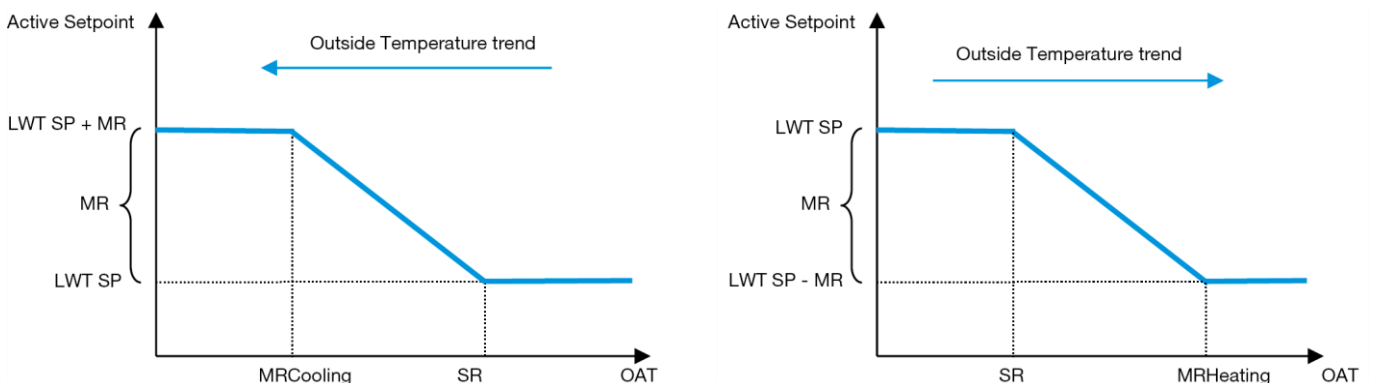 Active Setpoint
Outside Temperature trend
LWT SP + MR
MR
LWT SP
MRCooling
SR
OAT
Active Setpoint
Outside Temperature trend
LWT SP
MR
LWT SP - MR
SR
MRHeating
OAT